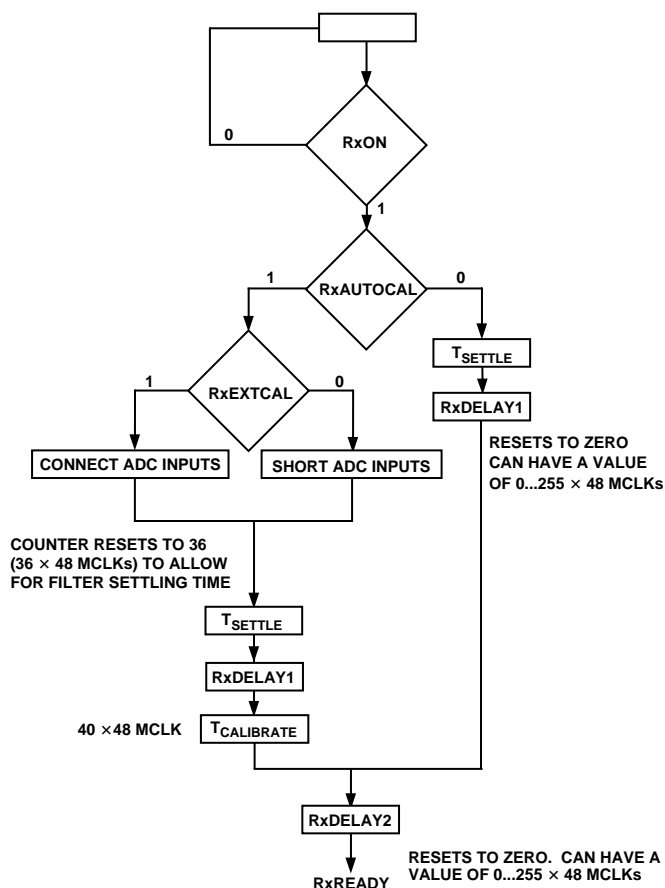 0
RxON
1
1
RxAUTOCAL
0
TSETTLE
1
RxEXTCAL
0
RxDELAY1
CONNECT ADC INPUTS
SHORT ADC INPUTS
RESETS TO ZERO
CAN HAVE A VALUE
OF 0...255 × 48 MCLKs
COUNTER RESETS TO 36
(36 × 48 MCLKs) TO ALLOW
FOR FILTER SETTLING TIME
TSETTLE
RxDELAY1
40 ×48 MCLK
TCALIBRATE
RxDELAY2
RxREADY
RESETS TO ZERO. CAN HAVE A
VALUE OF 0...255 × 48 MCLKs